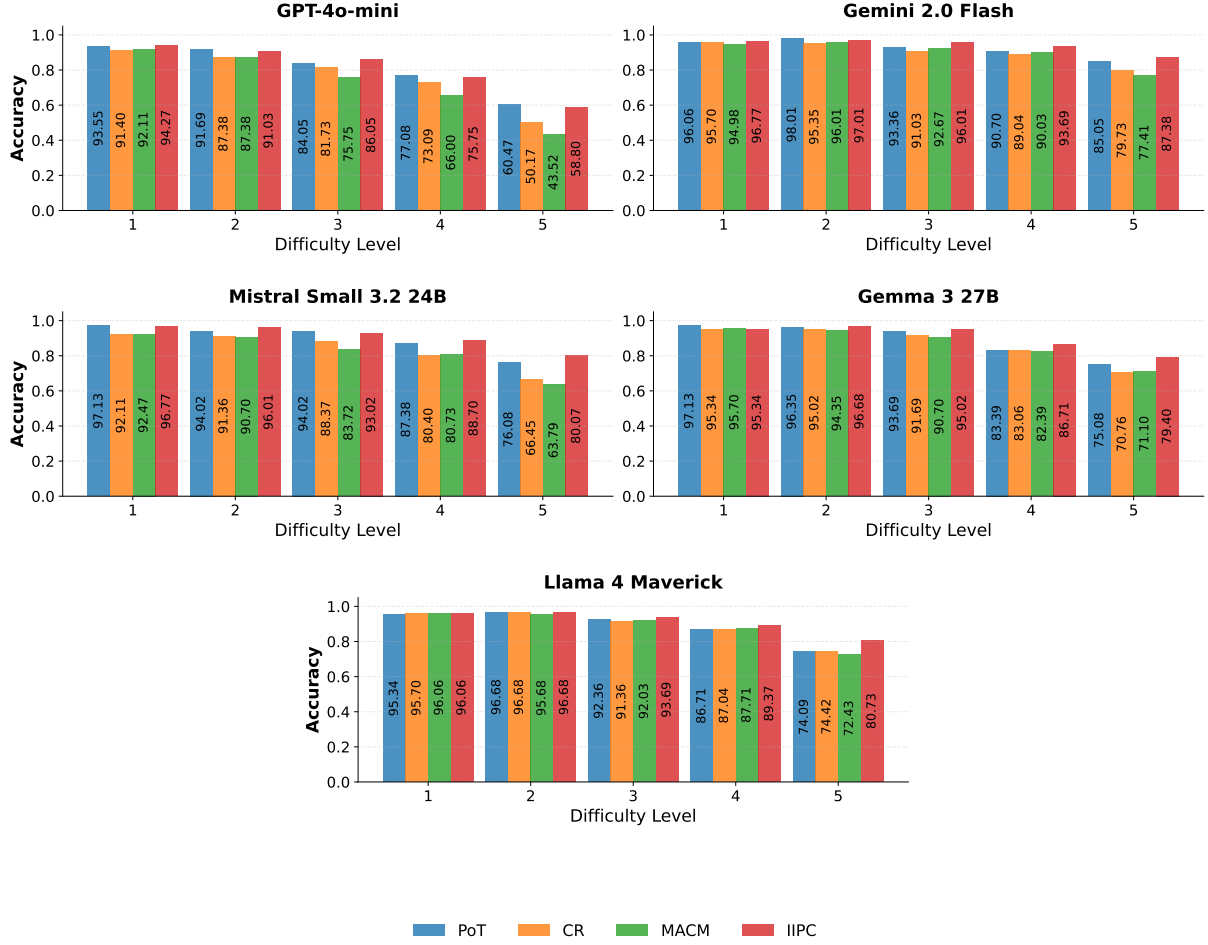 GPT-4o-mini
Accuracy
1.0
0.8
0.6
0.4
0.2
0.0
93.55 91.40 92.11 94.27 91.69 87.38 87.38 91.03 84.05 81.73 75.75 86.05 77.08 73.09 66.00 75.75 60.47 50.17 43.52 58.80
1 2 3 4 5
Difficulty Level
Gemini 2.0 Flash
1.0
0.8
0.6
0.4
0.2
0.0
96.06 95.70 94.98 96.77 98.01 95.35 96.01 97.01 93.36 91.03 92.67 96.01 90.70 89.04 90.03 93.69 85.05 79.73 77.41 87.38
1 2 3 4 5
Difficulty Level
Mistral Small 3.2 24B
Accuracy
1.0
0.8
0.6
0.4
0.2
0.0
97.13 92.11 92.47 96.77 94.02 91.36 90.70 96.01 94.02 88.37 83.72 93.02 87.38 80.40 80.73 88.70 76.08 66.45 63.79 80.07
1 2 3 4 5
Difficulty Level
Gemma 3 27B
1.0
0.8
0.6
0.4
0.2
0.0
97.13 95.34 95.70 95.34 96.35 95.02 94.35 96.68 93.69 91.69 90.70 95.02 83.39 83.06 82.39 86.71 75.08 70.76 71.10 79.40
1 2 3 4 5
Difficulty Level
Llama 4 Maverick
Accuracy
1.0
0.8
0.6
0.4
0.2
0.0
95.34 95.70 96.06 96.06 96.68 96.68 95.68 96.68 92.36 91.36 92.03 93.69 86.71 87.04 87.71 89.37 74.09 74.42 72.43 80.73
1 2 3 4 5
Difficulty Level
PoT CR MACM IIPC